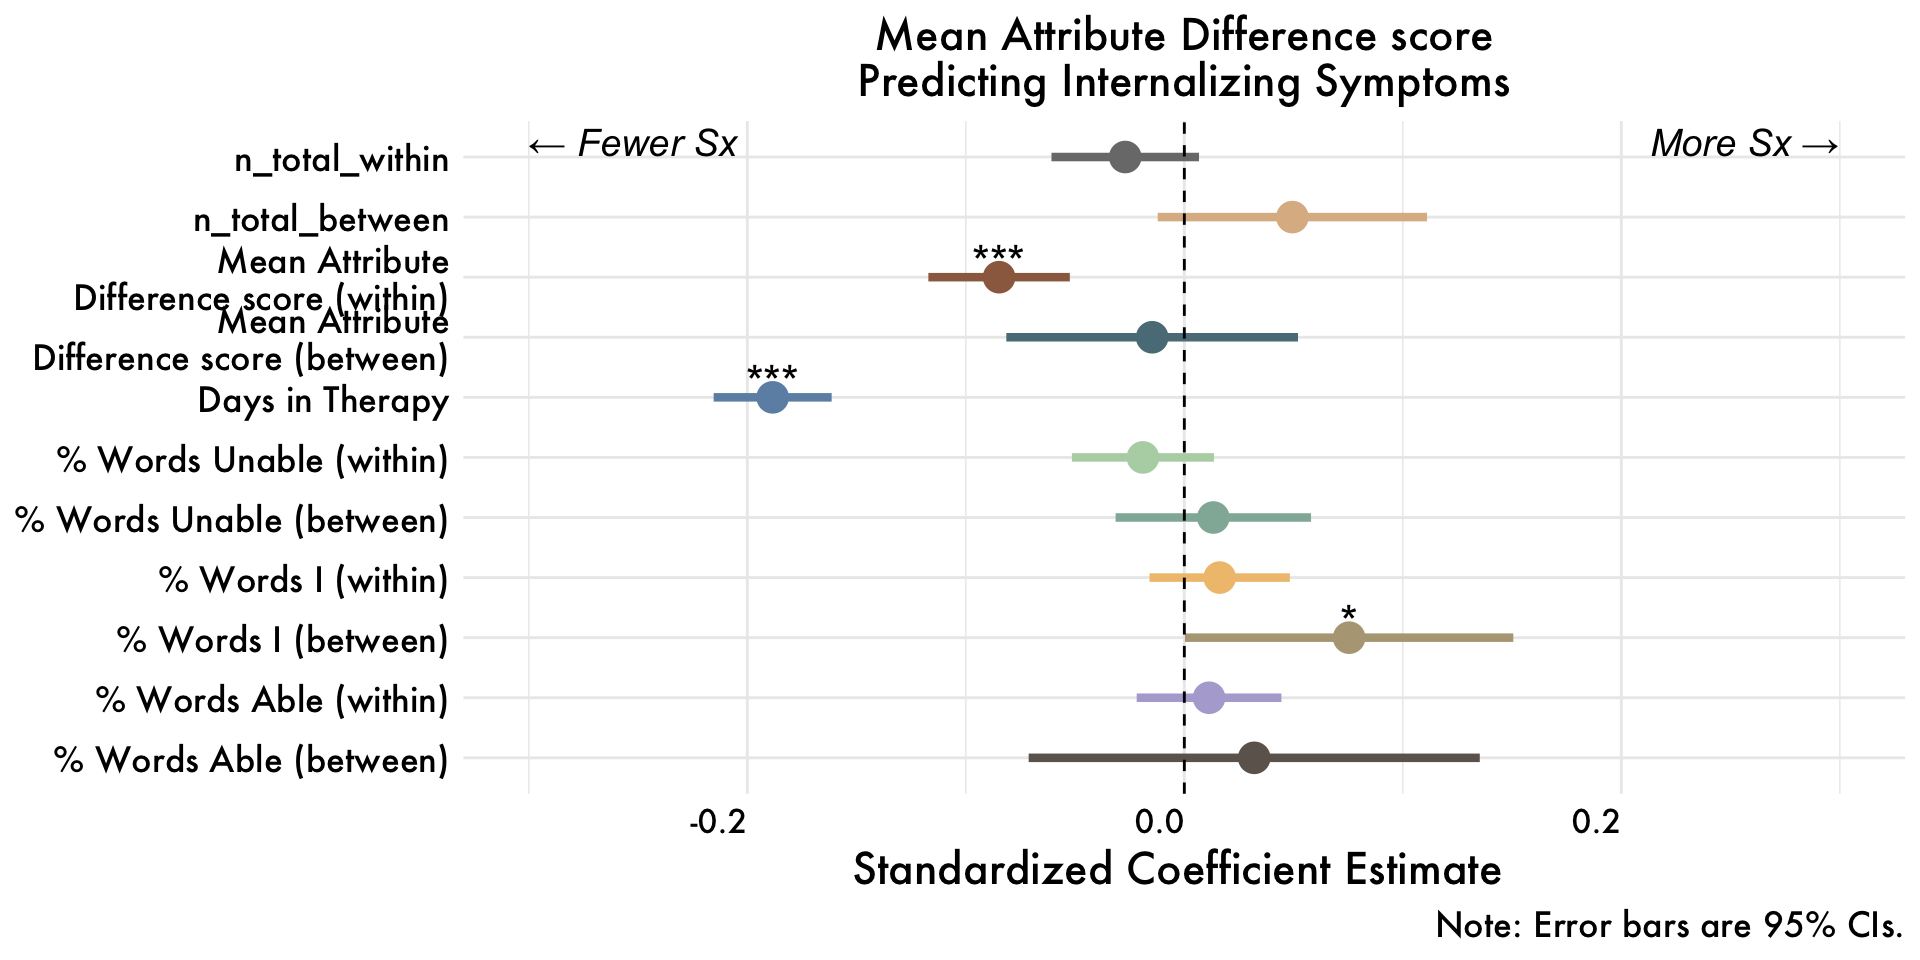 Mean Attribute Difference score
Predicting Internalizing Symptoms
← Fewer Sx
More Sx →
n_total_within
n_total_between
Mean Attribute
Difference score (within)
***
Mean Attribute
Difference score (between)
Days in Therapy
***
% Words Unable (within)
% Words Unable (between)
% Words I (within)
% Words I (between)
*
% Words Able (within)
% Words Able (between)
-0.2
0.0
0.2
Standardized Coefficient Estimate
Note: Error bars are 95% CIs.